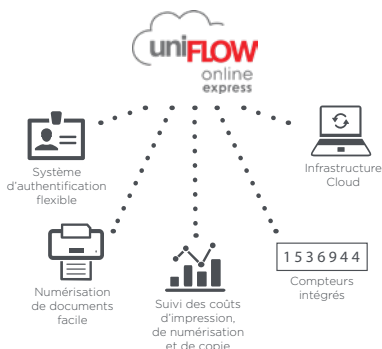 uniFLOW
online
express
Système
d'authentification
flexible
Infrastructure
Cloud
Numérisation
de documents
facile
Suivi des coûts
d'impression,
de numérisation
et de copie
1536944
Compteurs
intégrés